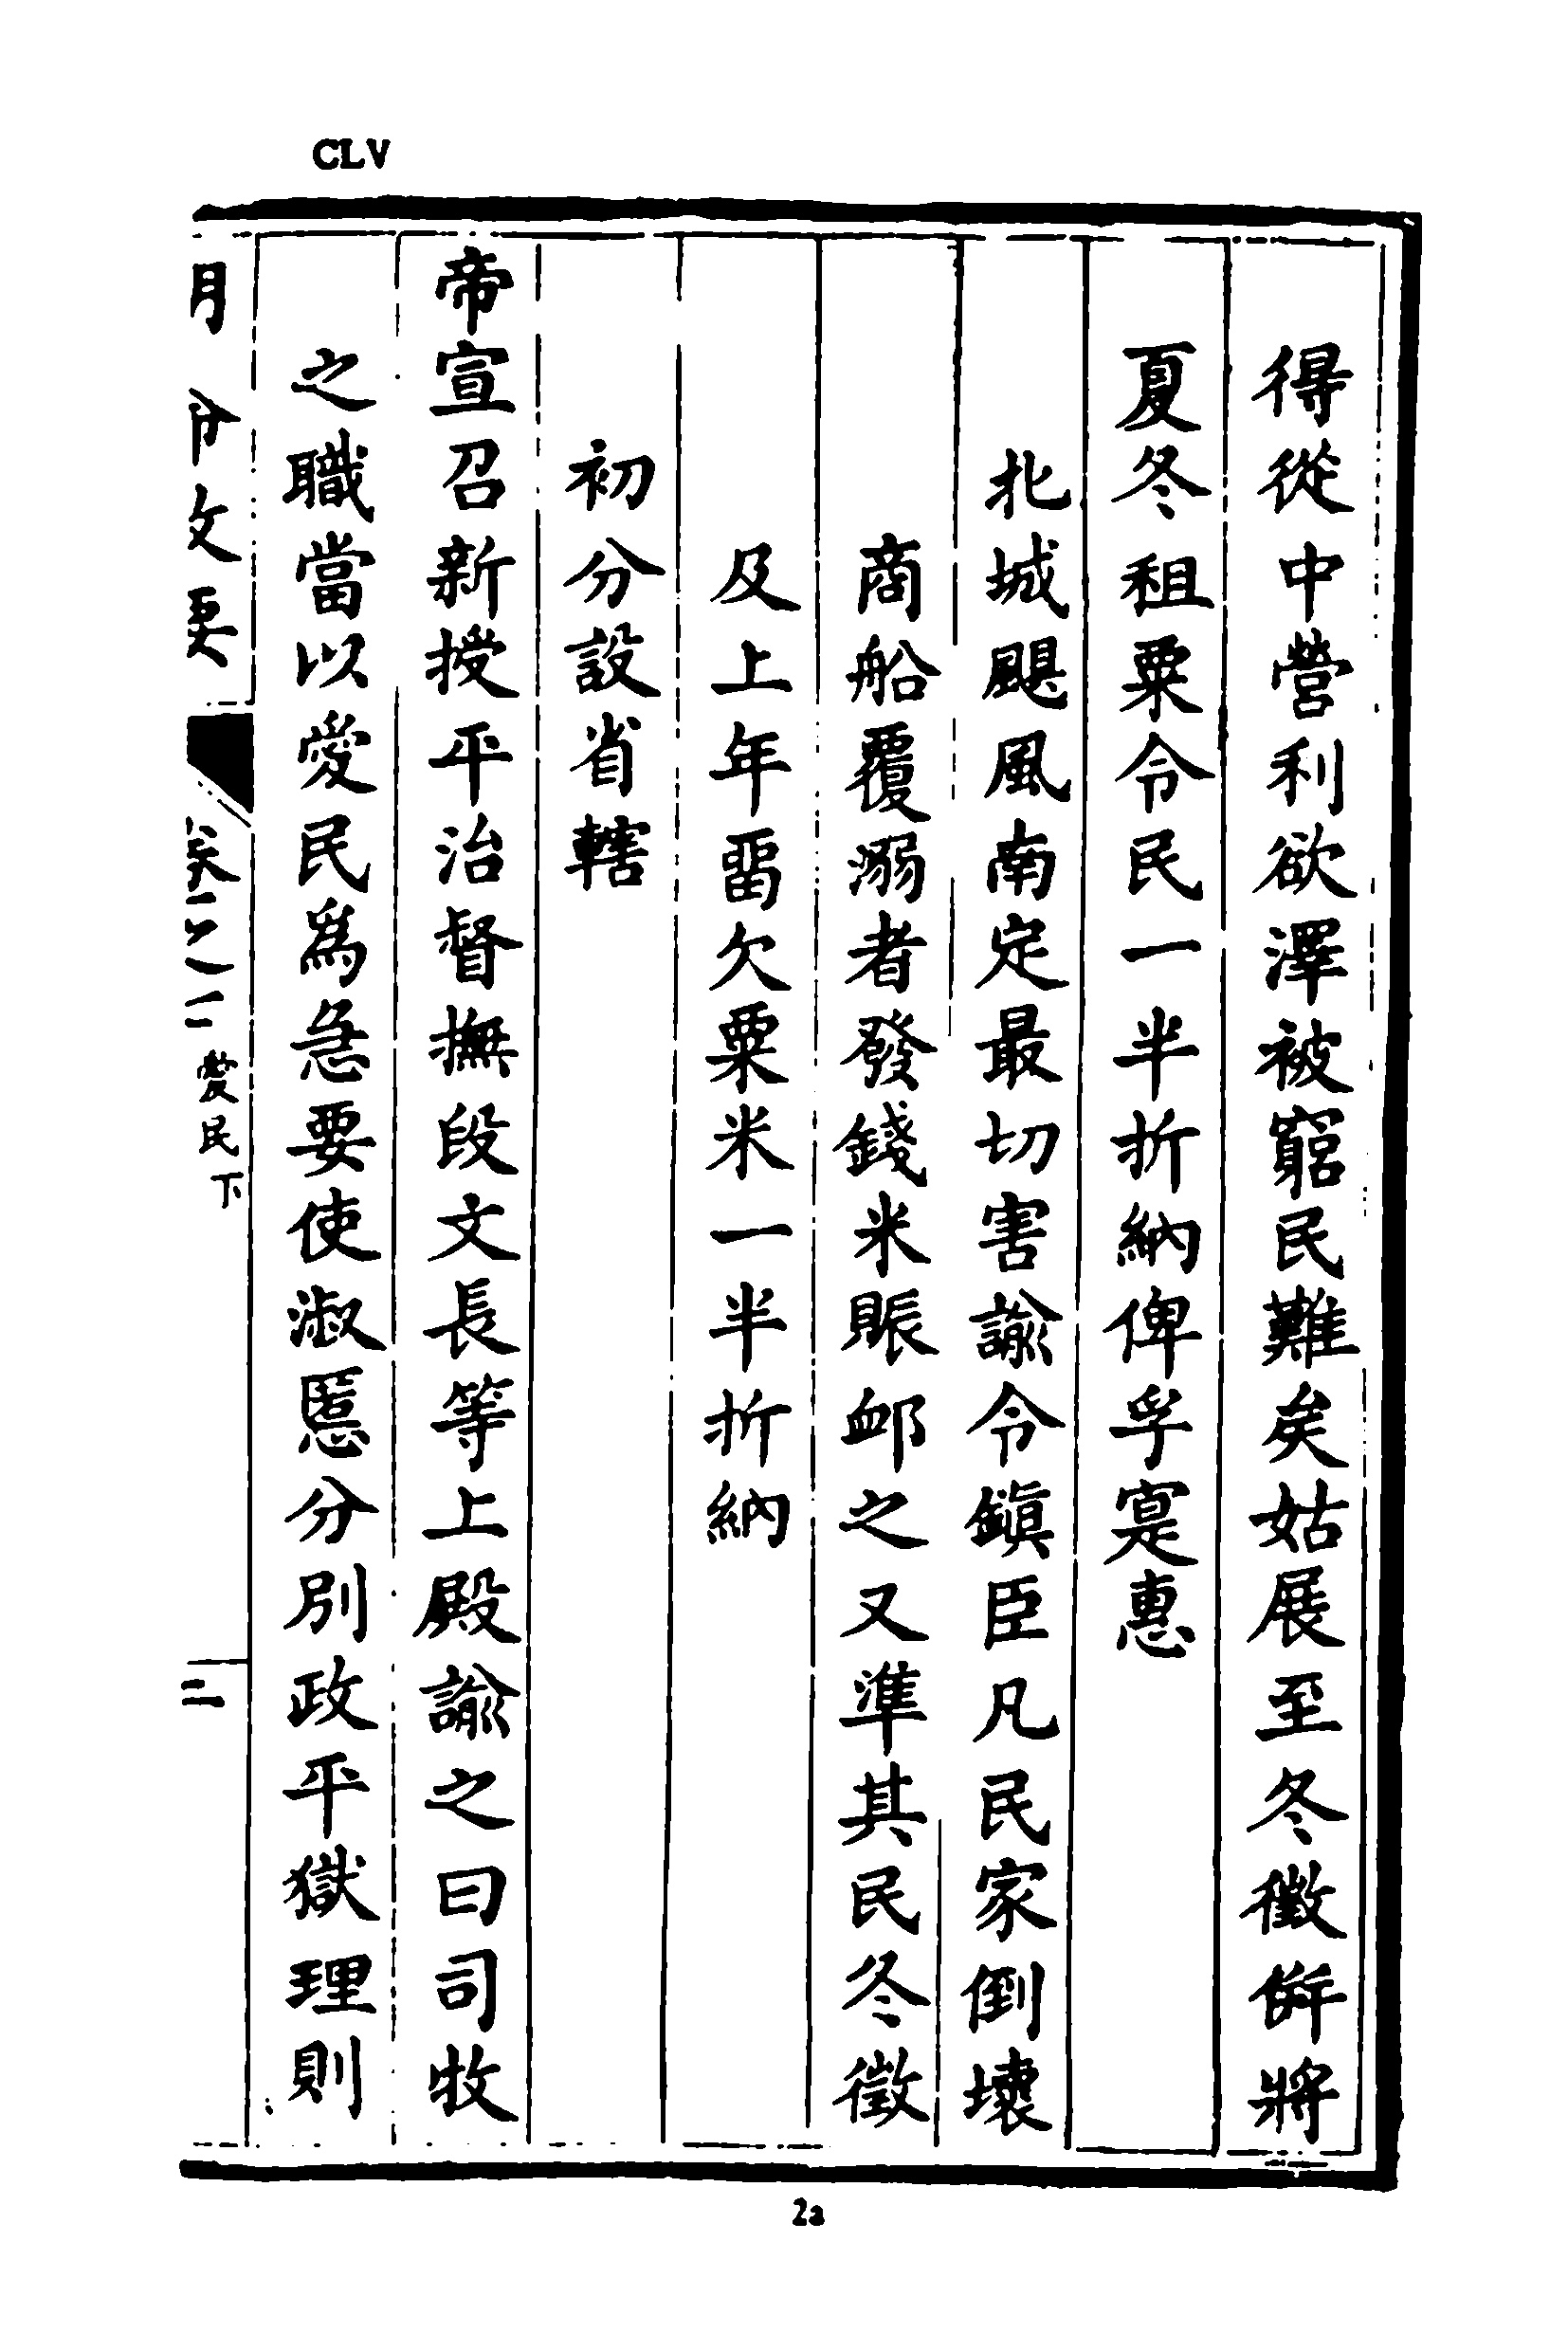 CLV
得從中營利欲澤被窮民難矣姑展至冬徵併將
夏冬租粟令民一半折納俾孚寔惠
北城颶風南定最切害諭令鎭臣凡民家倒壞
商船覆溺者發錢米賑卹之又準其民冬徵
及上年畱欠粟米一半折納
初分設省轄
帝宣召新授平治督撫段文長等上殿諭之曰司牧
之職當以愛民爲急要使淑慝分別政平獄理則
明 文要 卷之二 愛民下 二
2a